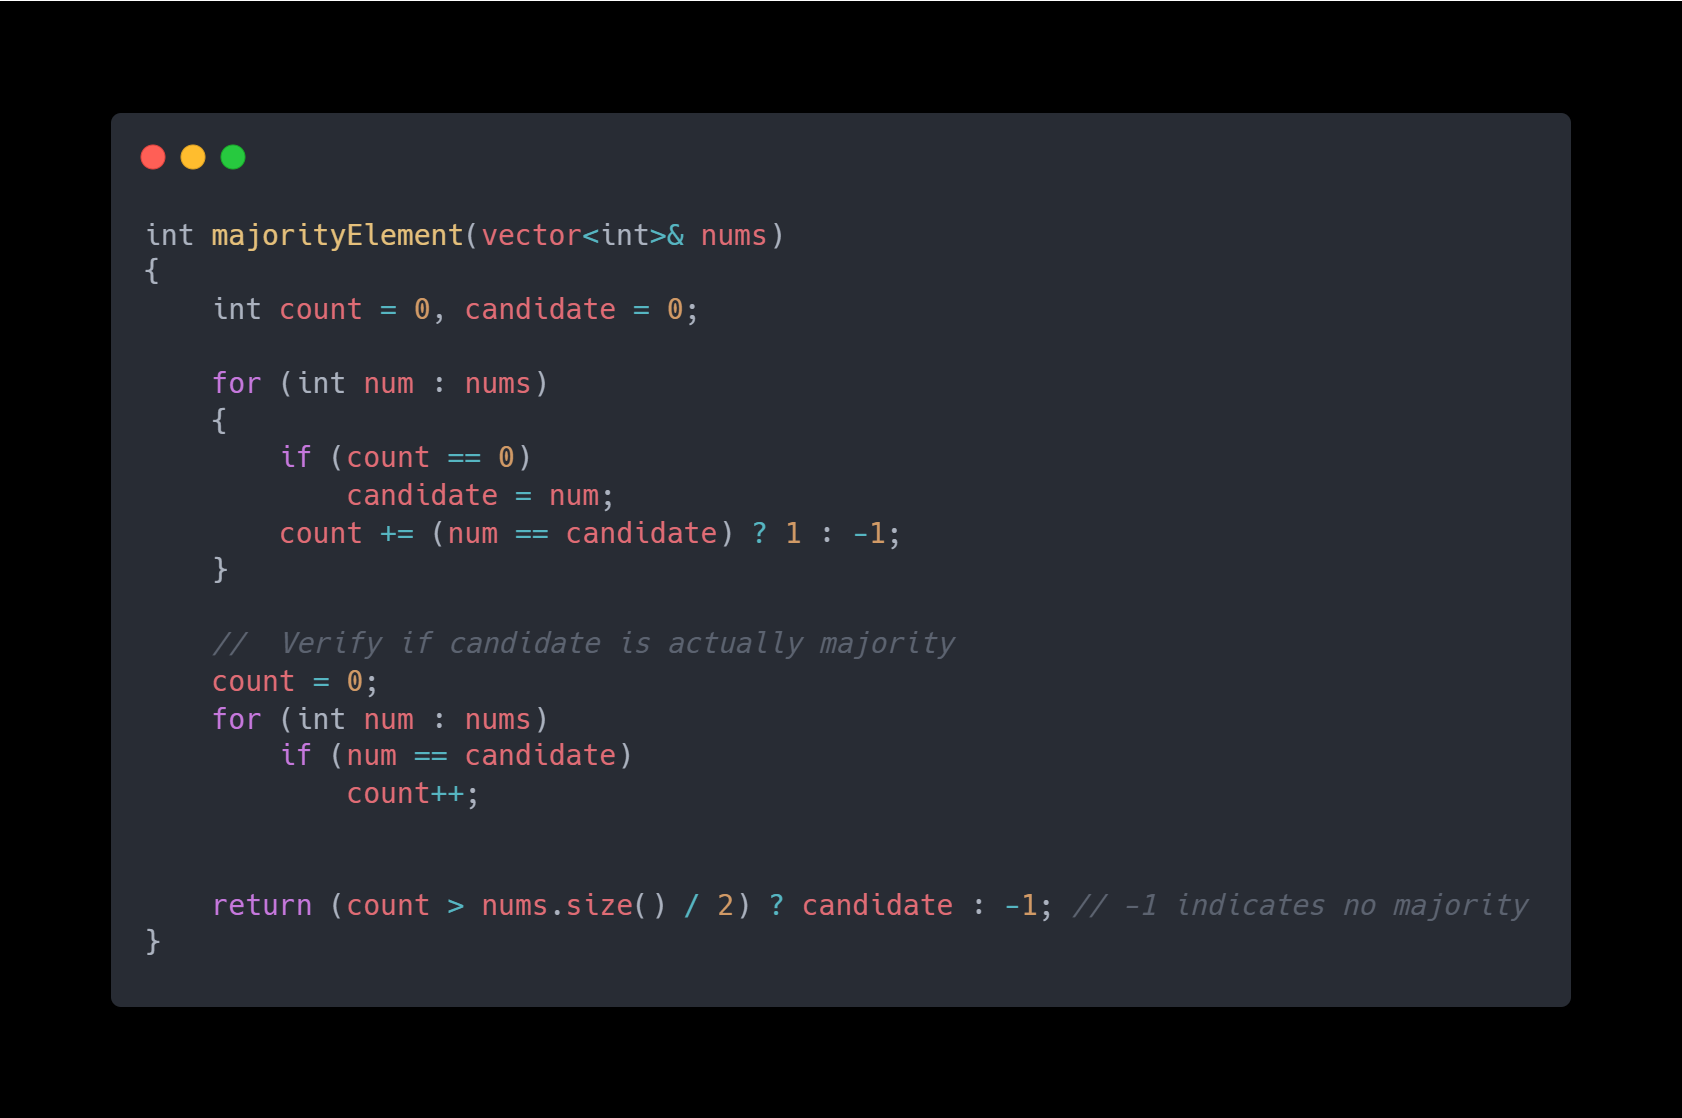 int majorityElement(vector<int>& nums)
{
    int count = 0, candidate = 0;

    for (int num : nums)
    {
        if (count == 0)
            candidate = num;
        count += (num == candidate) ? 1 : -1;
    }

    //  Verify if candidate is actually majority
    count = 0;
    for (int num : nums)
        if (num == candidate)
            count++;


    return (count > nums.size() / 2) ? candidate : -1; // -1 indicates no majority
}